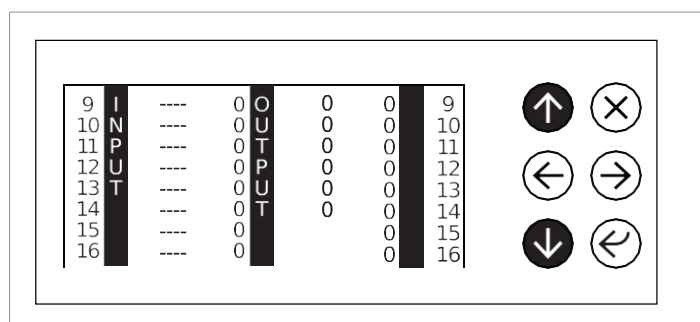 9 I ---- 0 O 0 0 9
10 N ---- 0 U 0 0 10
11 P ---- 0 T 0 0 11
12 U ---- 0 P 0 0 12
13 T ---- 0 U 0 0 13
14 ---- 0 T 0 0 14
15 ---- 0 0 15
16 ---- 0 0 16